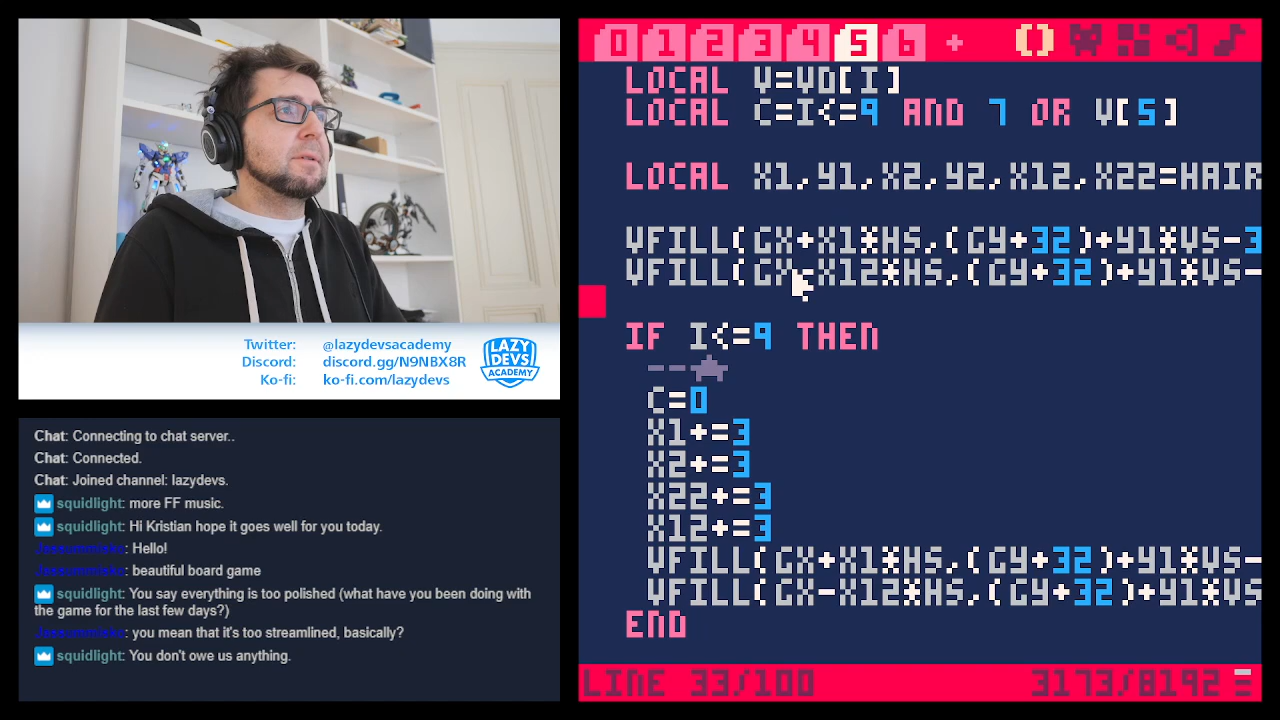 Twitter: @lazydevsacademy
Discord: discord.gg/N9NBX8R
Ko-fi: ko-fi.com/lazydevs
LAZY
DEVS
ACADEMY
Chat: Connecting to chat server..
Chat: Connected.
Chat: Joined channel: lazydevs.
squidlight: more FF music.
squidlight: Hi Kristian hope it goes well for you today.
Hello!
beautiful board game
squidlight: You say everything is too polished (what have you been doing with
the game for the last few days?)
you mean that it's too streamlined, basically?
squidlight: You don't owe us anything.
0 1 2 3 4 5 6 + ()
LOCAL V=VO[I]
LOCAL C=I<=9 AND 7 OR V[5]
LOCAL X1,Y1,X2,Y2,X12,X22=HAIR
VFILL(GX+X1*HS,(GY+32)+Y1*VS-3
VFILL(GX-X12*HS,(GY+32)+Y1*VS-
IF I<=9 THEN
--
C=0
X1+=3
X2+=3
X22+=3
X12+=3
VFILL(GX+X1*HS,(GY+32)+Y1*VS-
VFILL(GX-X12*HS,(GY+32)+Y1*VS
END
LINE 33/100 3173/8192